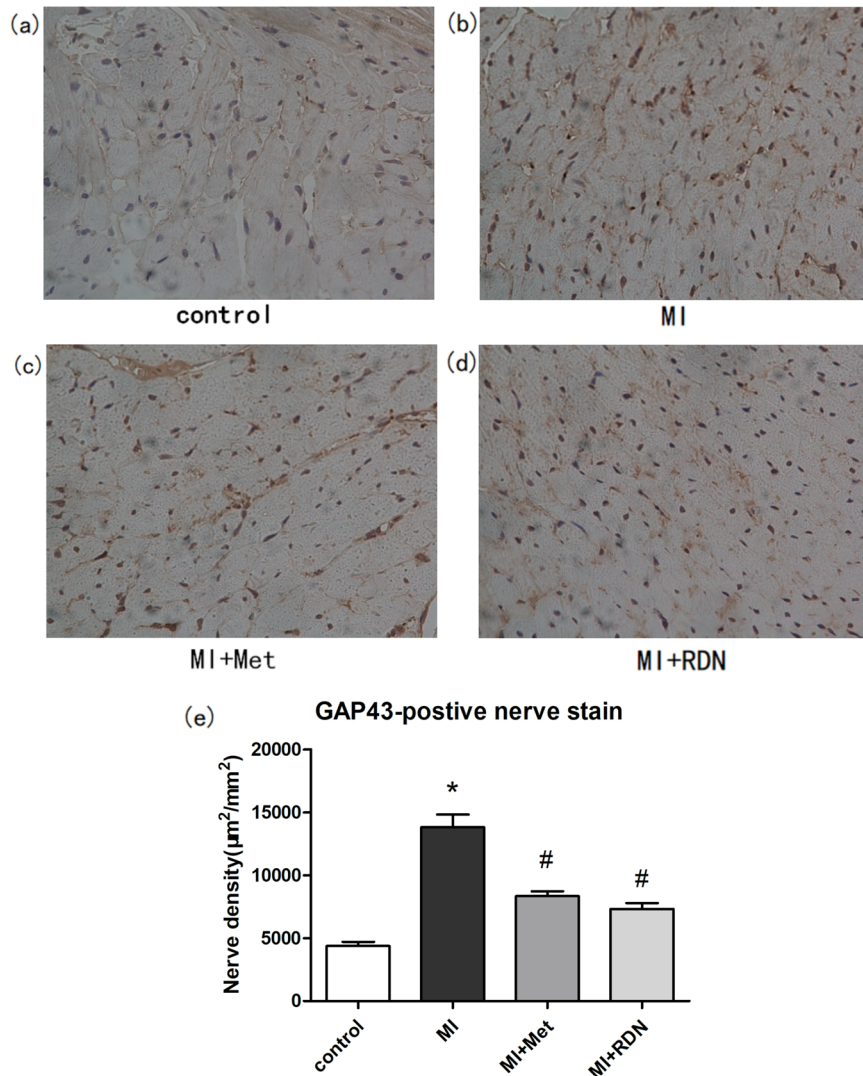 (a)
(b)
control
MI
(c)
(d)
MI+Met
MI+RDN
(e)
GAP43-postive nerve stain
Nerve density(μm²/mm²)
20000
15000
10000
5000
0
*
#
#
control
MI
MI+Met
MI+RDN